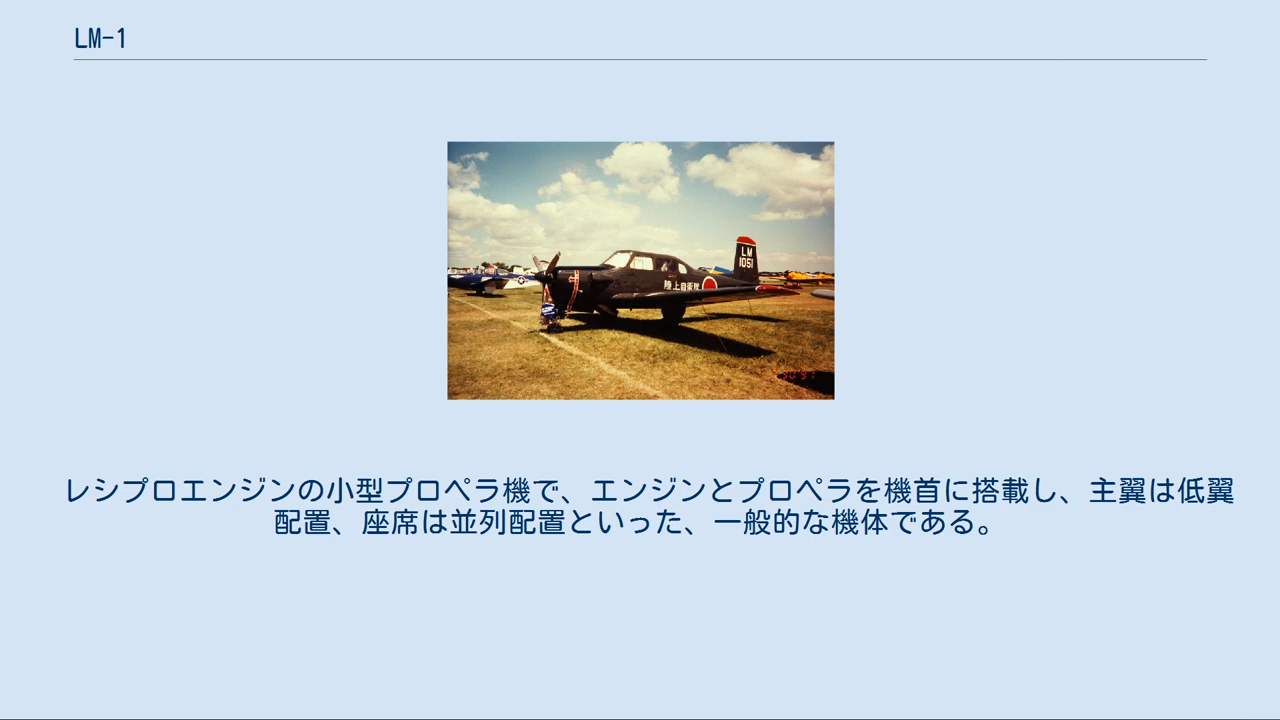 LM-1
LM
1051
陸上自衛隊
レシプロエンジンの小型プロペラ機で、エンジンとプロペラを機首に搭載し、主翼は低翼
配置、座席は並列配置といった、一般的な機体である。